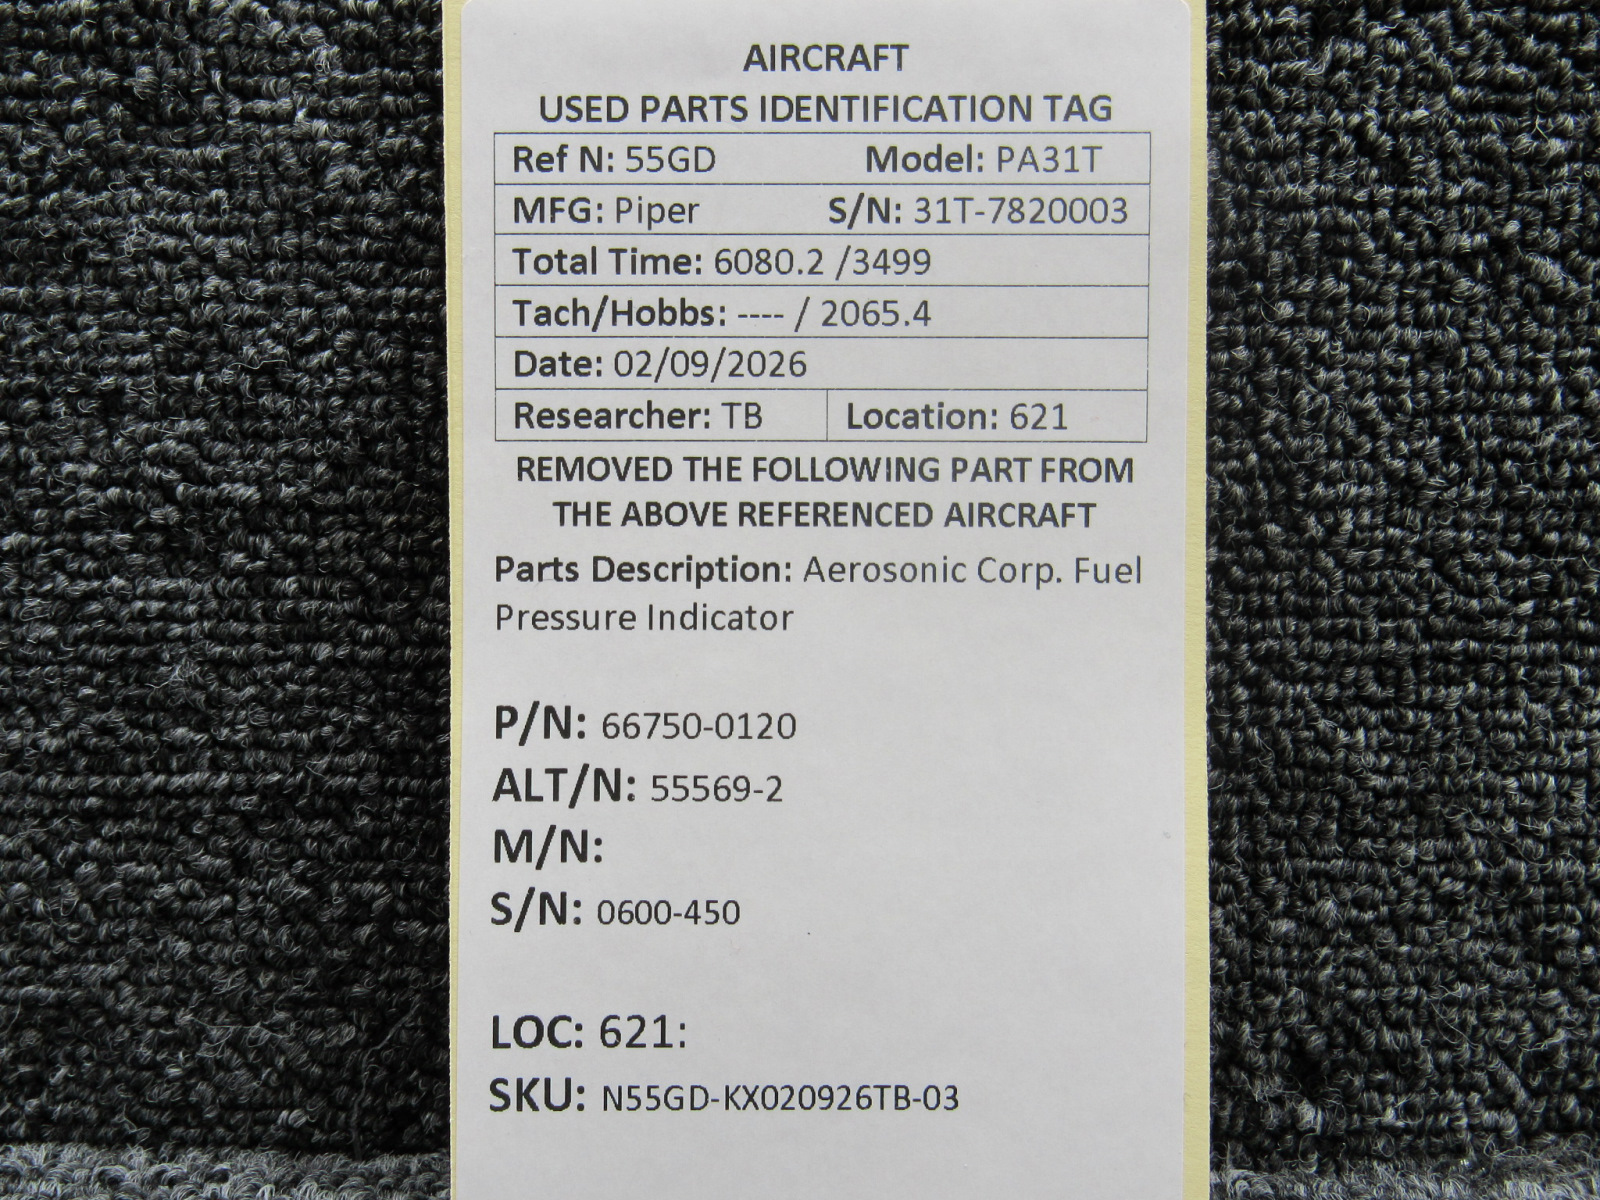 AIRCRAFT
USED PARTS IDENTIFICATION TAG
Ref N: 55GD Model: PA31T
MFG: Piper S/N: 31T-7820003
Total Time: 6080.2 /3499
Tach/Hobbs: ---- / 2065.4
Date: 02/09/2026
Researcher: TB Location: 621
REMOVED THE FOLLOWING PART FROM
THE ABOVE REFERENCED AIRCRAFT
Parts Description: Aerosonic Corp. Fuel
Pressure Indicator
P/N: 66750-0120
ALT/N: 55569-2
M/N:
S/N: 0600-450
LOC: 621:
SKU: N55GD-KX020926TB-03